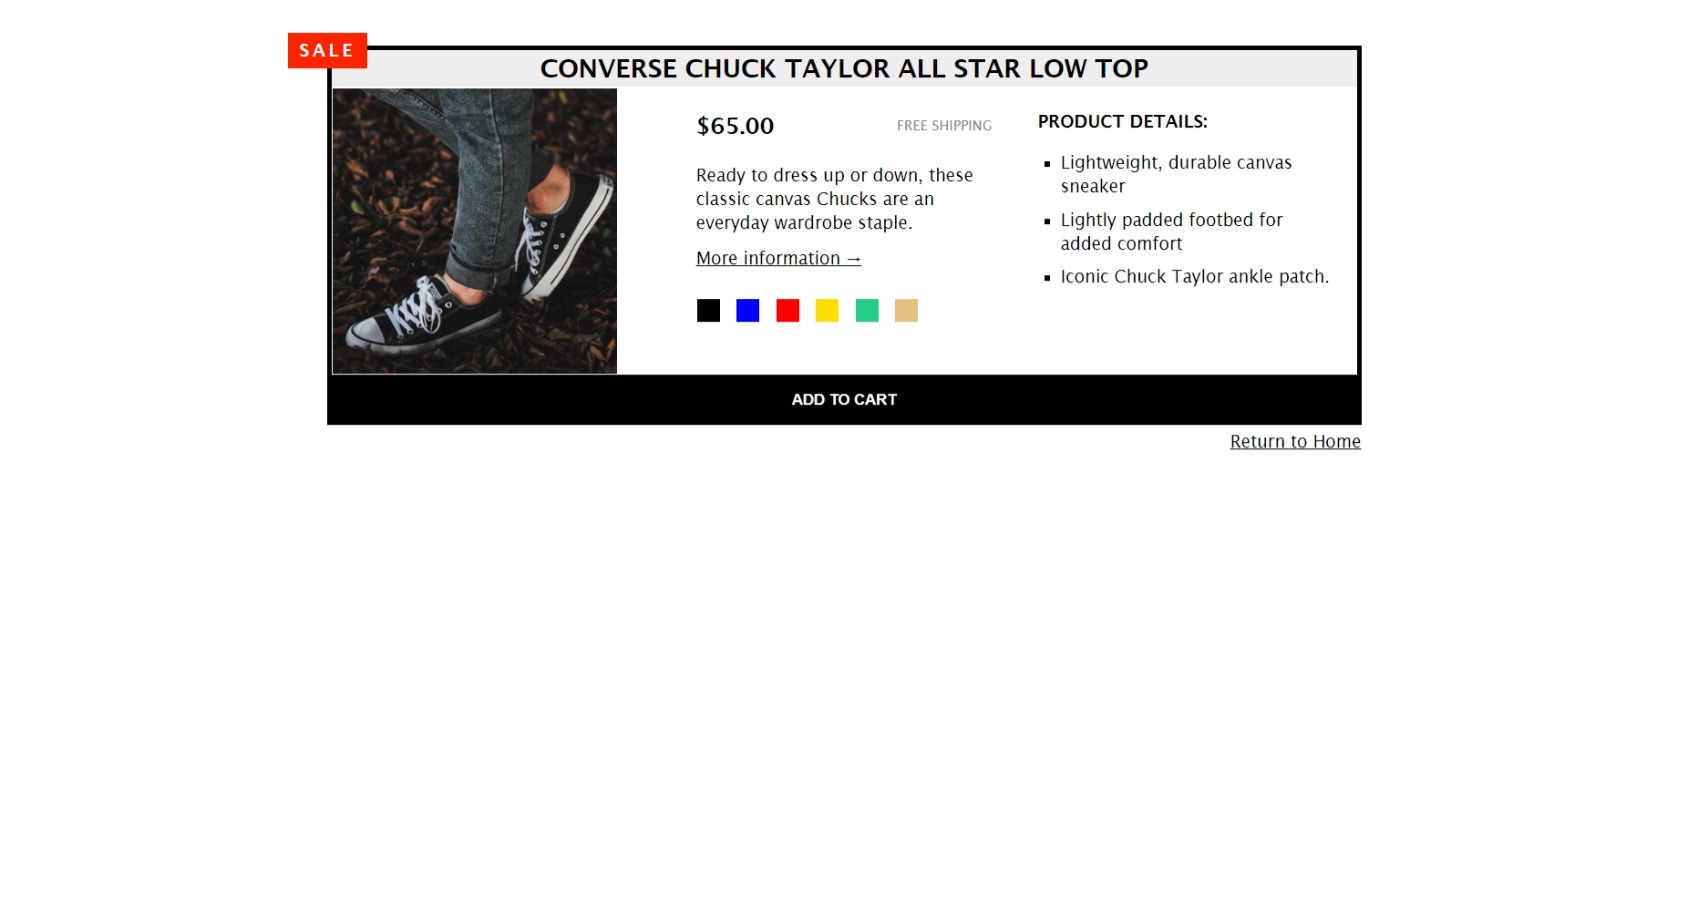 SALE
CONVERSE CHUCK TAYLOR ALL STAR LOW TOP
$65.00
FREE SHIPPING
Ready to dress up or down, these
classic canvas Chucks are an
everyday wardrobe staple.
More information →
PRODUCT DETAILS:
Lightweight, durable canvas
sneaker
Lightly padded footbed for
added comfort
Iconic Chuck Taylor ankle patch.
ADD TO CART
Return to Home